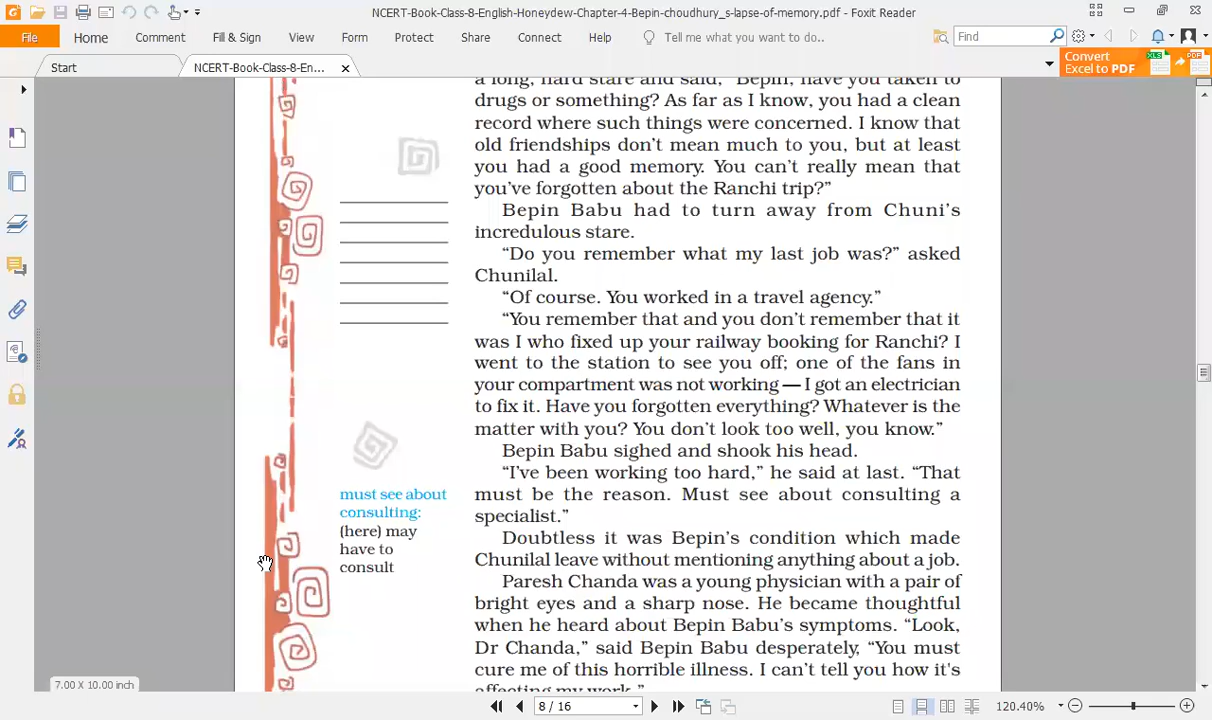 NCERT-Book-Class-8-English-Honeydew-Chapter-4-Bepin-choudhury_s-lapse-of-memory.pdf - Foxit Reader
File Home Comment Fill & Sign View Form Protect Share Connect Help Tell me what you want to do.. Find
Start NCERT-Book-Class-8-En...
Convert
Excel to PDF
a long, hard stare and said, “Bepin, have you taken to
drugs or something? As far as I know, you had a clean
record where such things were concerned. I know that
old friendships don’t mean much to you, but at least
you had a good memory. You can’t really mean that
you’ve forgotten about the Ranchi trip?”
Bepin Babu had to turn away from Chuni’s
incredulous stare.
“Do you remember what my last job was?” asked
Chunilal.
“Of course. You worked in a travel agency.”
“You remember that and you don’t remember that it
was I who fixed up your railway booking for Ranchi? I
went to the station to see you off; one of the fans in
your compartment was not working — I got an electrician
to fix it. Have you forgotten everything? Whatever is the
matter with you? You don’t look too well, you know.”
Bepin Babu sighed and shook his head.
“I’ve been working too hard,” he said at last. “That
must be the reason. Must see about consulting a
specialist.”
must see about
consulting:
(here) may
have to
consult
Doubtless it was Bepin’s condition which made
Chunilal leave without mentioning anything about a job.
Paresh Chanda was a young physician with a pair of
bright eyes and a sharp nose. He became thoughtful
when he heard about Bepin Babu’s symptoms. “Look,
Dr Chanda,” said Bepin Babu desperately, “You must
cure me of this horrible illness. I can’t tell you how it's
affecting my work.”
7.00 X 10.00 inch
8 / 16
120.40%